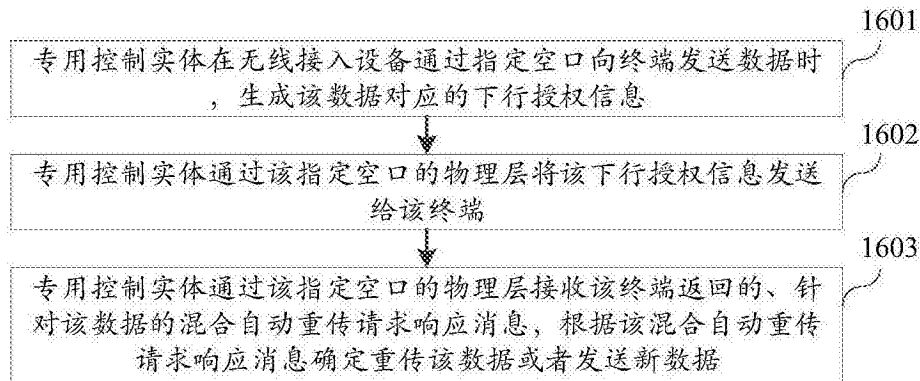 1601
专用控制实体在无线接入设备通过指定空口向终端发送数据时
，生成该数据对应的下行授权信息
1602
专用控制实体通过该指定空口的物理层将该下行授权信息发送
给该终端
1603
专用控制实体通过该指定空口的物理层接收该终端返回的、针
对该数据的混合自动重传请求响应消息，根据该混合自动重传
请求响应消息确定重传该数据或者发送新数据